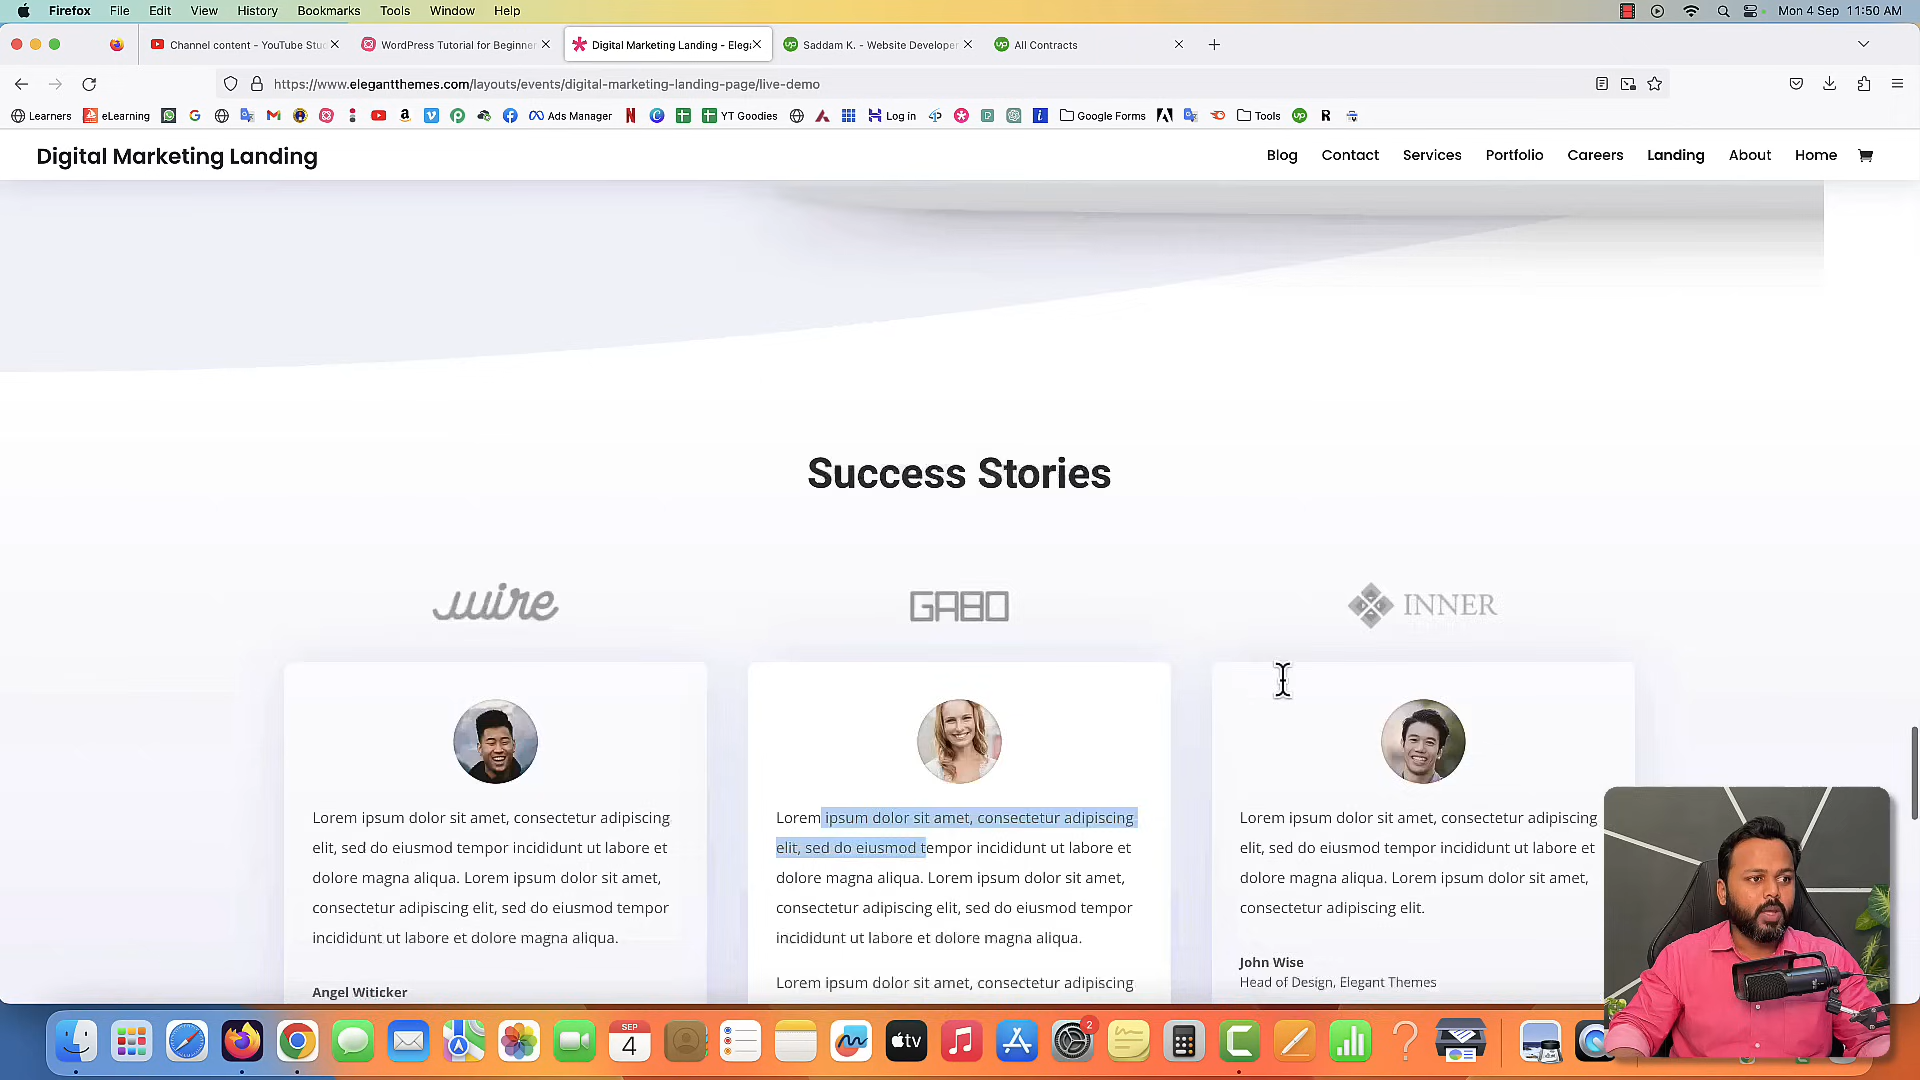 Firefox File Edit View History Bookmarks Tools Window Help Mon 4 Sep 11:50 AM
Channel content - YouTube Stu WordPress Tutorial for Beginner Digital Marketing Landing - Eleg Saddam K. - Website Developer All Contracts
https://www.elegantthemes.com/layouts/events/digital-marketing-landing-page/live-demo
Learners eLearning Ads Manager YT Goodies Log in Google Forms Tools
Digital Marketing Landing Blog Contact Services Portfolio Careers Landing About Home
Success Stories
wire GABO INNER
Lorem ipsum dolor sit amet, consectetur adipiscing
elit, sed do eiusmod tempor incididunt ut labore et
dolore magna aliqua. Lorem ipsum dolor sit amet,
consectetur adipiscing elit, sed do eiusmod tempor
incididunt ut labore et dolore magna aliqua.
Angel Witicker
Lorem ipsum dolor sit amet, consectetur adipiscing
elit, sed do eiusmod tempor incididunt ut labore et
dolore magna aliqua. Lorem ipsum dolor sit amet,
consectetur adipiscing elit, sed do eiusmod tempor
incididunt ut labore et dolore magna aliqua.
Lorem ipsum dolor sit amet, consectetur adipiscing
Lorem ipsum dolor sit amet, consectetur adipiscing
elit, sed do eiusmod tempor incididunt ut labore et
dolore magna aliqua. Lorem ipsum dolor sit amet,
consectetur adipiscing elit.
John Wise
Head of Design, Elegant Themes
SEP
4
tv
2